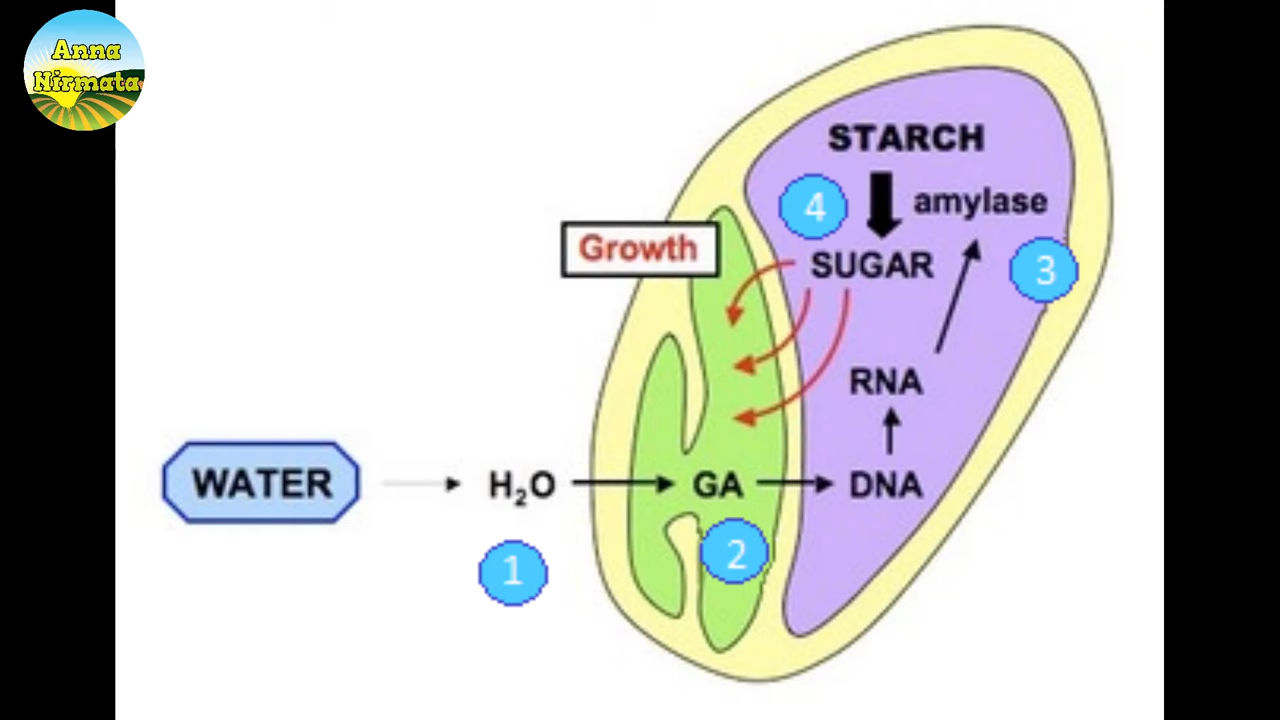 Anna
Nirmata
STARCH
4
amylase
Growth
SUGAR
3
RNA
WATER
H₂O
GA
DNA
1
2